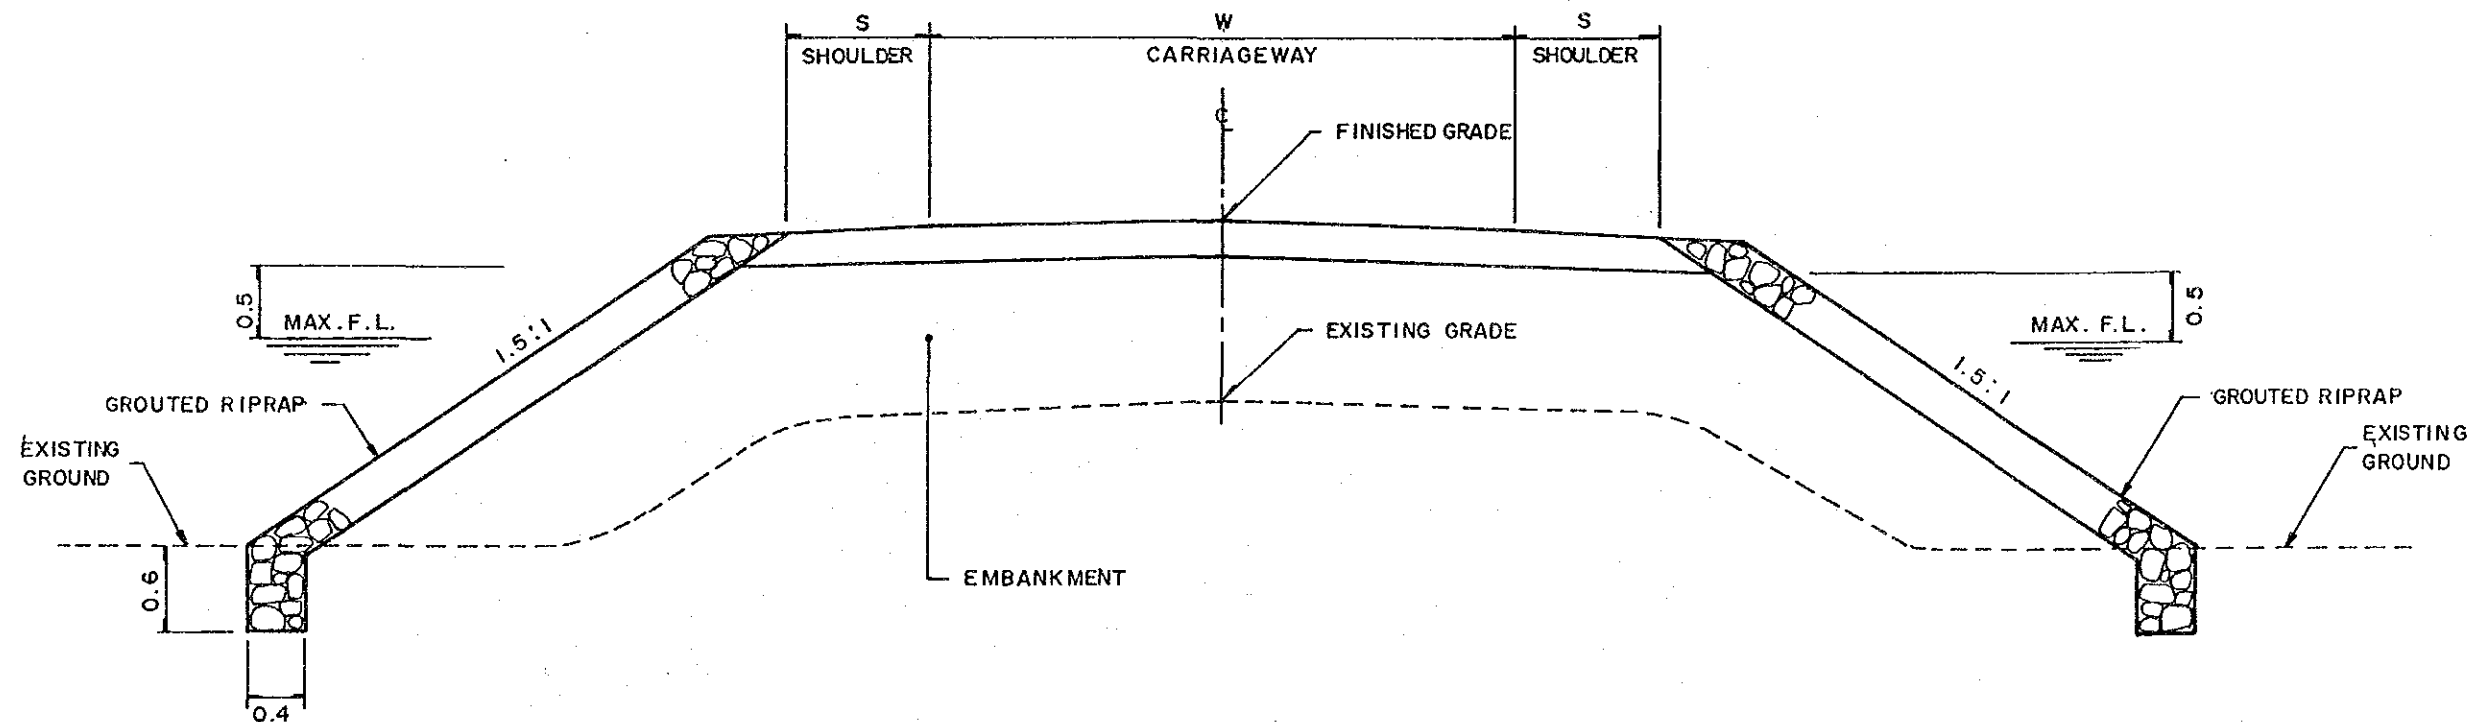 S W S
SHOULDER CARRIAGEWAY SHOULDER
℄
FINISHED GRADE
0.5
MAX. F.L.
1.5:1
EXISTING GRADE
MAX. F.L.
0.5
1.5:1
GROUTED RIPRAP
GROUTED RIPRAP
EXISTING
GROUND
EXISTING
GROUND
0.6
EMBANKMENT
0.4